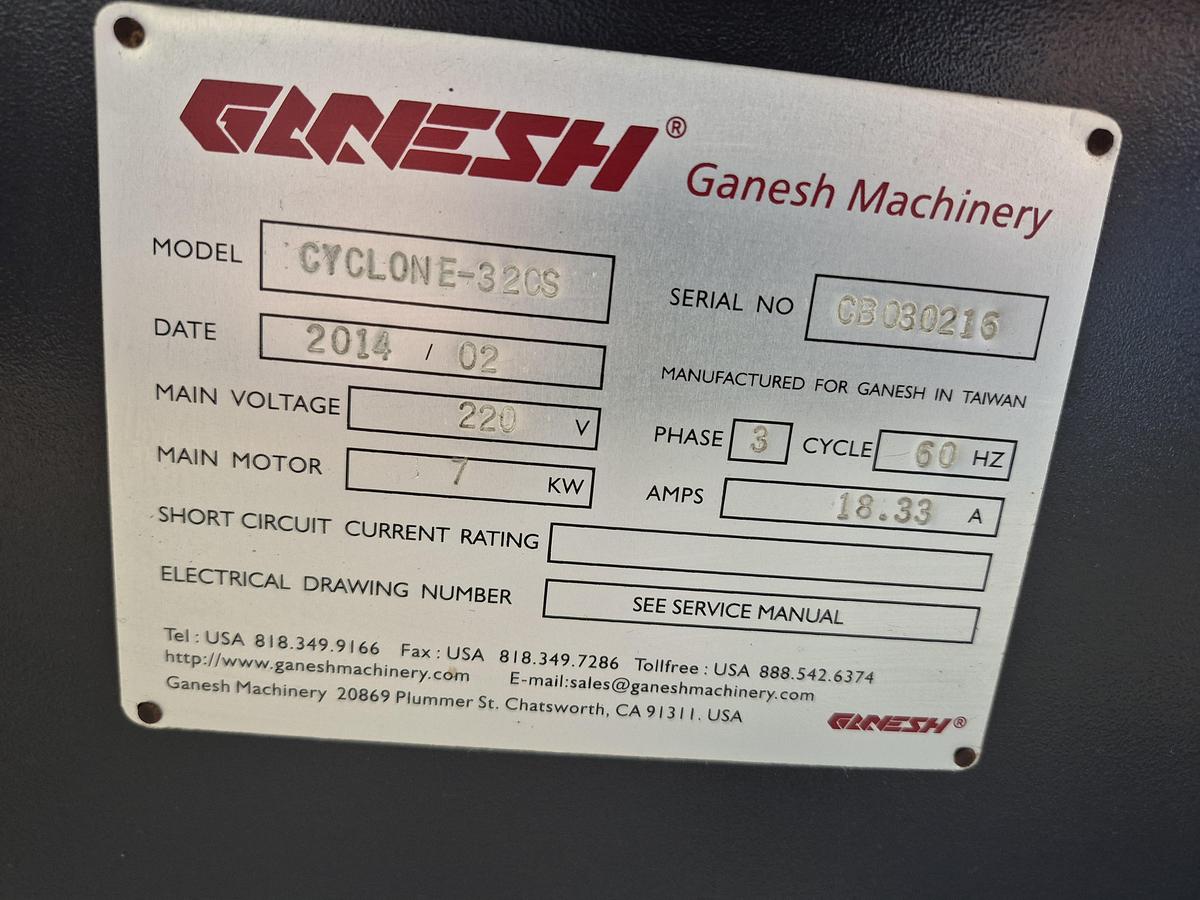 GANESH®
Ganesh Machinery
MODEL CYCLONE-32CS
SERIAL NO CB030216
DATE 2014 / 02
MANUFACTURED FOR GANESH IN TAIWAN
MAIN VOLTAGE 220 V
PHASE 3 CYCLE 60 HZ
MAIN MOTOR 7 KW
AMPS 18.33 A
SHORT CIRCUIT CURRENT RATING
ELECTRICAL DRAWING NUMBER SEE SERVICE MANUAL
Tel : USA 818.349.9166 Fax : USA 818.349.7286 Tollfree : USA 888.542.6374
http://www.ganeshmachinery.com E-mail:sales@ganeshmachinery.com
Ganesh Machinery 20869 Plummer St. Chatsworth, CA 91311. USA
GANESH®